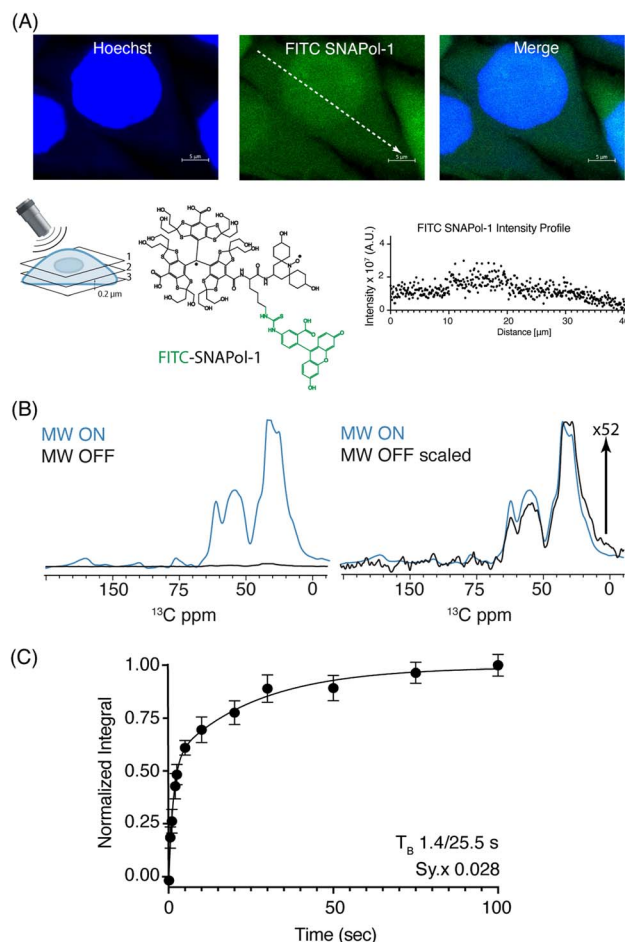 (A)
Hoechst
FITC SNAPol-1
Merge
5 μm
5 μm
5 μm
1
2
3
0.2 μm
FITC-SNAPol-1
FITC SNAPol-1 Intensity Profile
Intensity x 10⁷ (A.U.)
5
4
3
2
1
0
0 10 20 30 40
Distance [μm]
(B)
MW ON
MW OFF
150 75 50 0
¹³C ppm
MW ON
MW OFF scaled
x52
150 75 50 0
¹³C ppm
(C)
Normalized Integral
1.00
0.75
0.50
0.25
0.00
0 50 100
Time (sec)
T_B 1.4/25.5 s
Sy.x 0.028